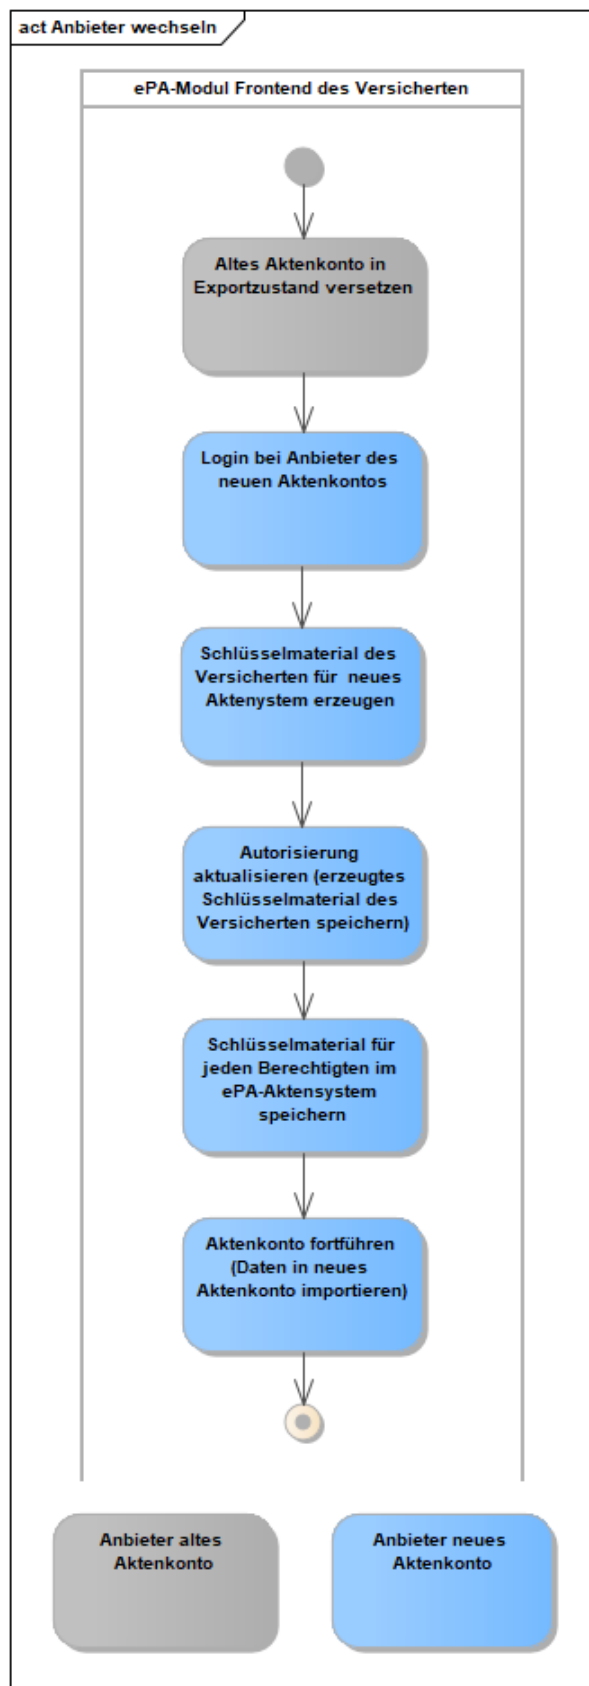 act Anbieter wechseln
ePA-Modul Frontend des Versicherten
Altes Aktenkonto in
Exportzustand versetzen
Login bei Anbieter des
neuen Aktenkontos
Schlüsselmaterial des
Versicherten für neues
Aktenystem erzeugen
Autorisierung
aktualisieren (erzeugtes
Schlüsselmaterial des
Versicherten speichern)
Schlüsselmaterial für
jeden Berechtigten im
ePA-Aktensystem
speichern
Aktenkonto fortführen
(Daten in neues
Aktenkonto importieren)
Anbieter altes
Aktenkonto
Anbieter neues
Aktenkonto